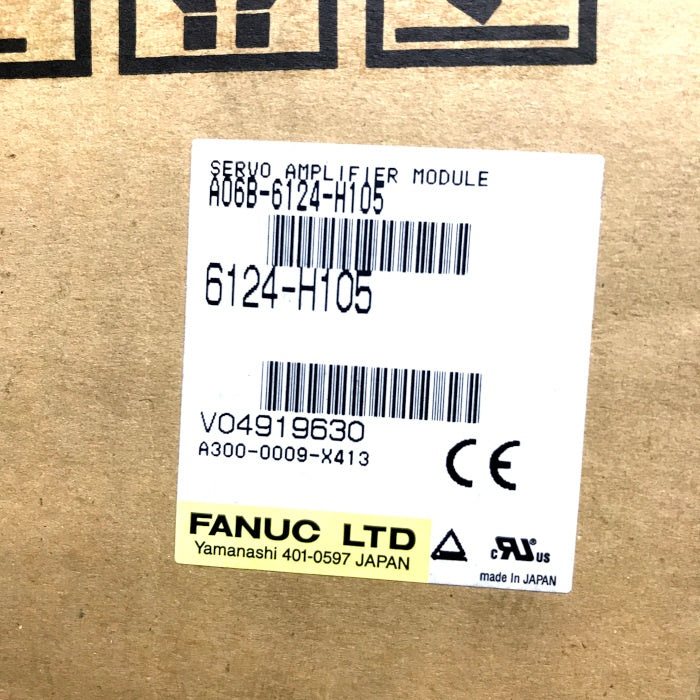 SERVO AMPLIFIER MODULE
A06B-6124-H105
6124-H105
V04919630
A300-0009-X413
CE
FANUC LTD
Yamanashi 401-0597 JAPAN
c RU® US
made In JAPAN